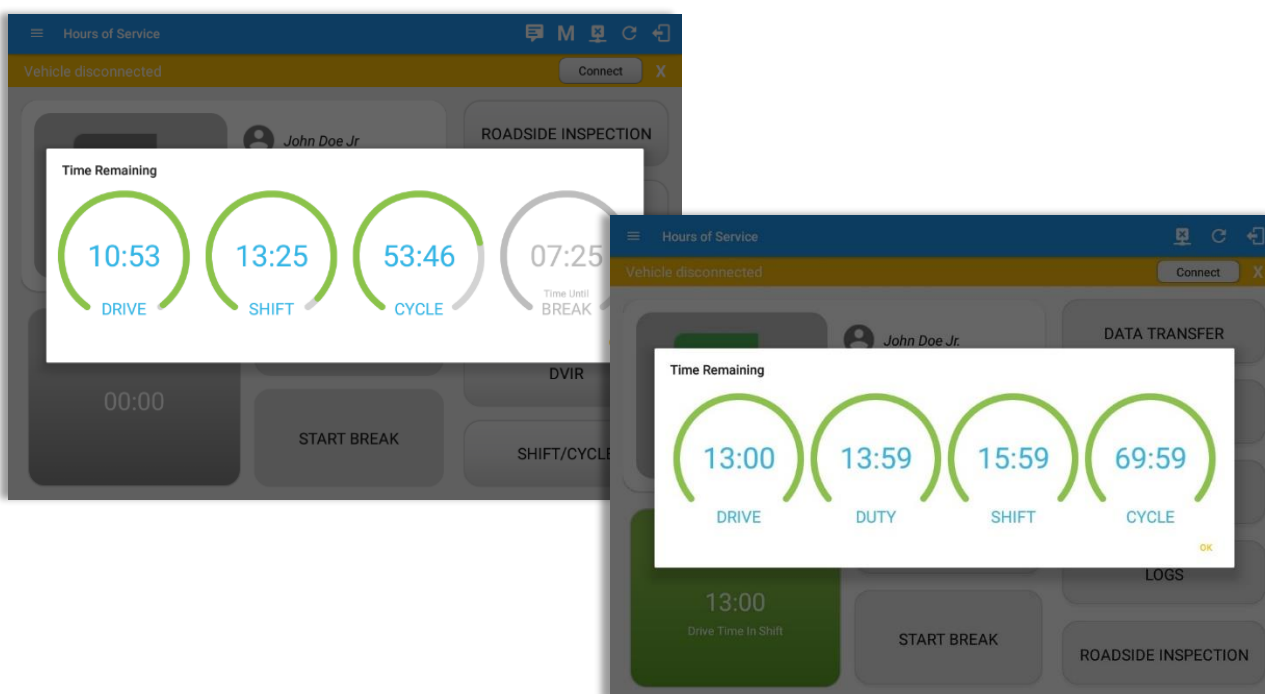 Hours of Service
M
Vehicle disconnected
Connect
X
John Doe Jr
ROADSIDE INSPECTION
Time Remaining
10:53
DRIVE
13:25
SHIFT
53:46
CYCLE
07:25
Time Until
BREAK
DVIR
00:00
START BREAK
SHIFT/CYCLE
Hours of Service
Vehicle disconnected
Connect
X
John Doe Jr.
DATA TRANSFER
Time Remaining
13:00
DRIVE
13:59
DUTY
15:59
SHIFT
69:59
CYCLE
OK
LOGS
13:00
Drive Time In Shift
START BREAK
ROADSIDE INSPECTION